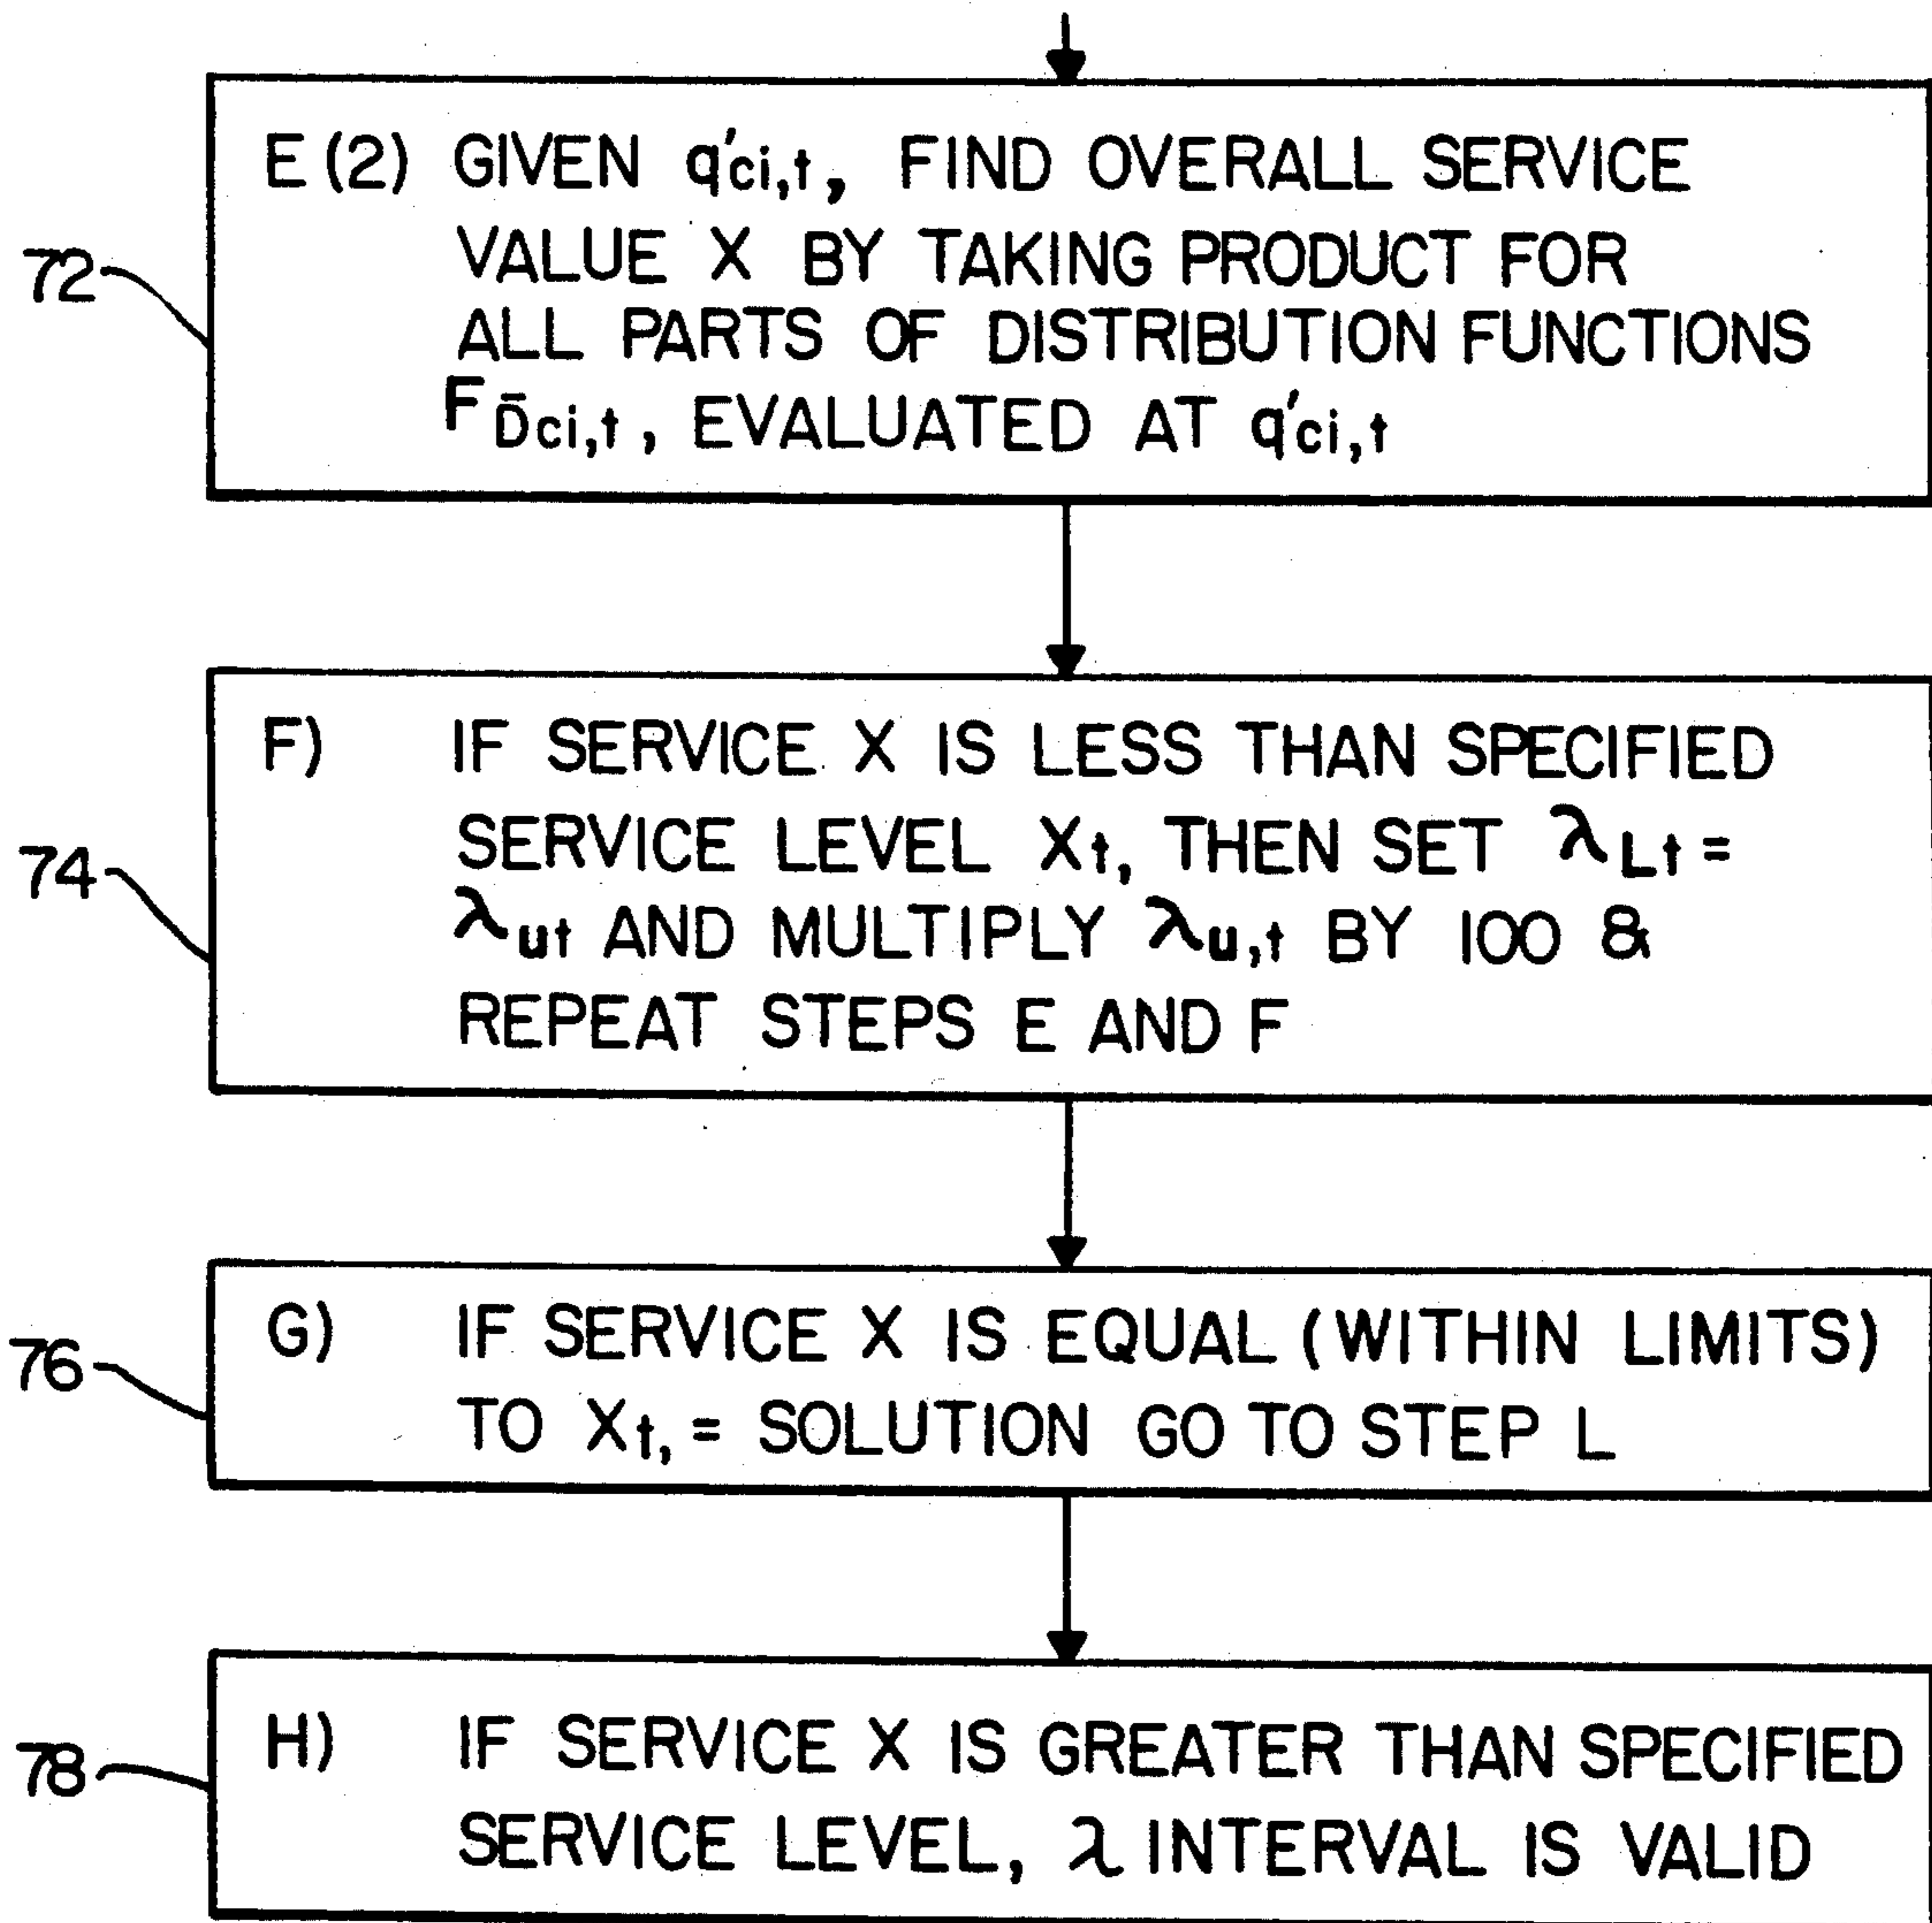 E (2) GIVEN q'ci,t, FIND OVERALL SERVICE
VALUE X BY TAKING PRODUCT FOR
72
ALL PARTS OF DISTRIBUTION FUNCTIONS
F D̄ci,t, EVALUATED AT q'ci,t
F) IF SERVICE X IS LESS THAN SPECIFIED
SERVICE LEVEL Xt, THEN SET λLt =
74
λut AND MULTIPLY λu,t BY 100 &
REPEAT STEPS E AND F
G) IF SERVICE X IS EQUAL (WITHIN LIMITS)
76
TO Xt, = SOLUTION GO TO STEP L
H) IF SERVICE X IS GREATER THAN SPECIFIED
78
SERVICE LEVEL, λ INTERVAL IS VALID